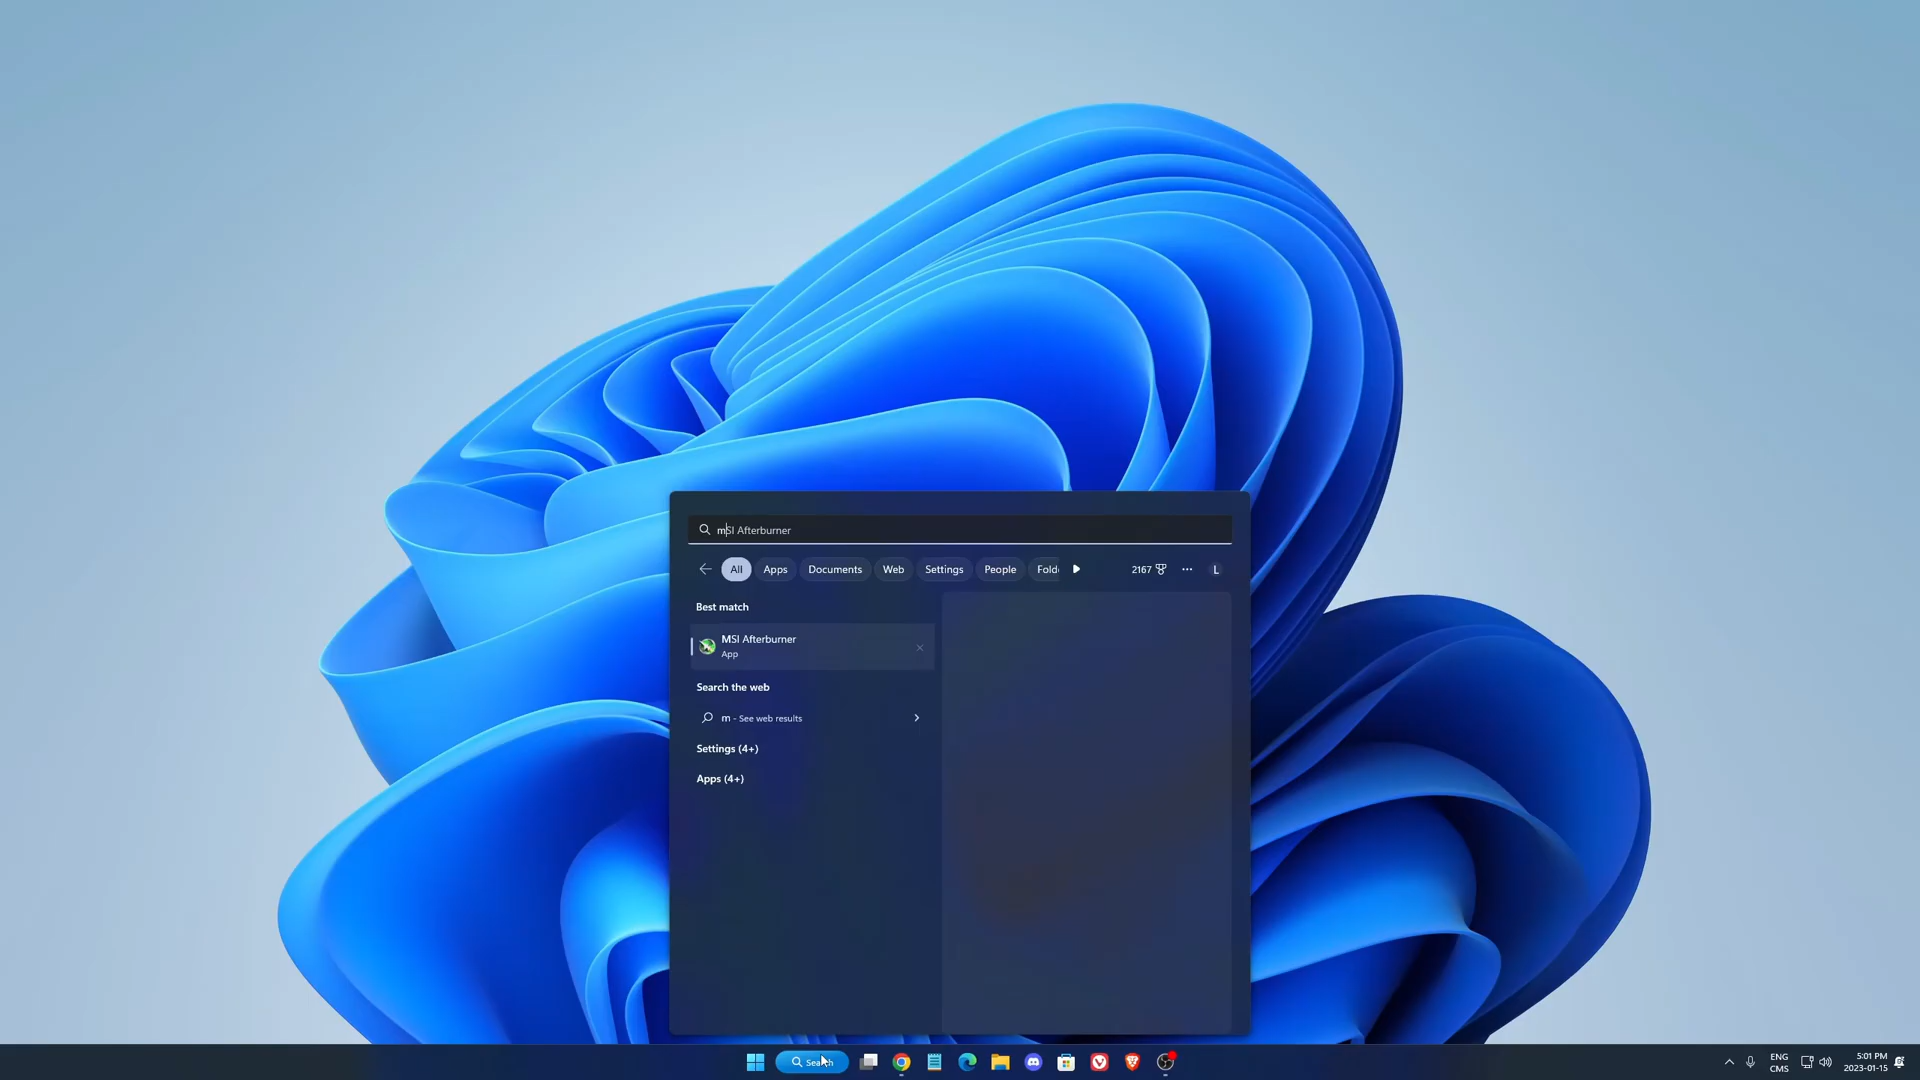 mSI Afterburner
All Apps Documents Web Settings People Fold 2167 L
Best match
MSI Afterburner
App
Search the web
m - See web results
Settings (4+)
Apps (4+)
Search
ENG
CMS
5:01 PM
2023-01-15